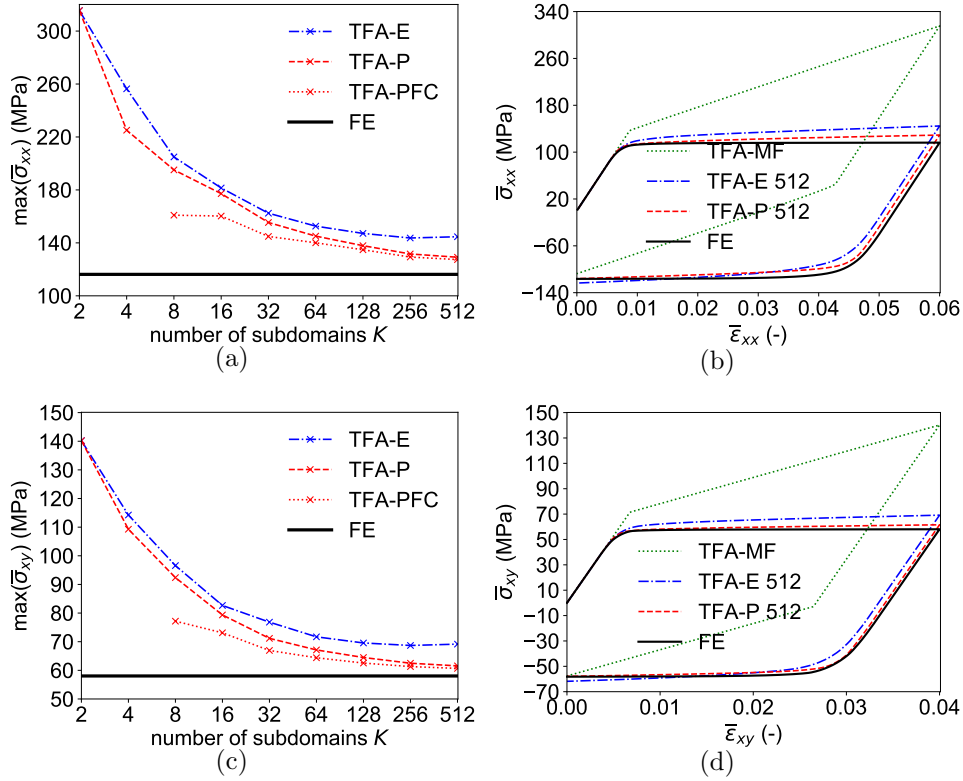 max(σ̅xx) (MPa)
320
280
240
220
180
140
100
2 4 8 16 32 64 128 256 512
number of subdomains K
TFA-E
TFA-P
TFA-PFC
FE
(a)
σ̅xx (MPa)
340
260
180
100
20
−60
−140
0.00 0.01 0.02 0.03 0.04 0.05 0.06
ε̅xx (-)
TFA-MF
TFA-E 512
TFA-P 512
FE
(b)
max(σ̅xy) (MPa)
150
140
130
120
110
100
90
80
70
60
50
2 4 8 16 32 64 128 256 512
number of subdomains K
TFA-E
TFA-P
TFA-PFC
FE
(c)
σ̅xy (MPa)
150
130
110
90
70
50
30
10
−10
−30
−50
−70
0.00 0.01 0.02 0.03 0.04
ε̅xy (-)
TFA-MF
TFA-E 512
TFA-P 512
FE
(d)